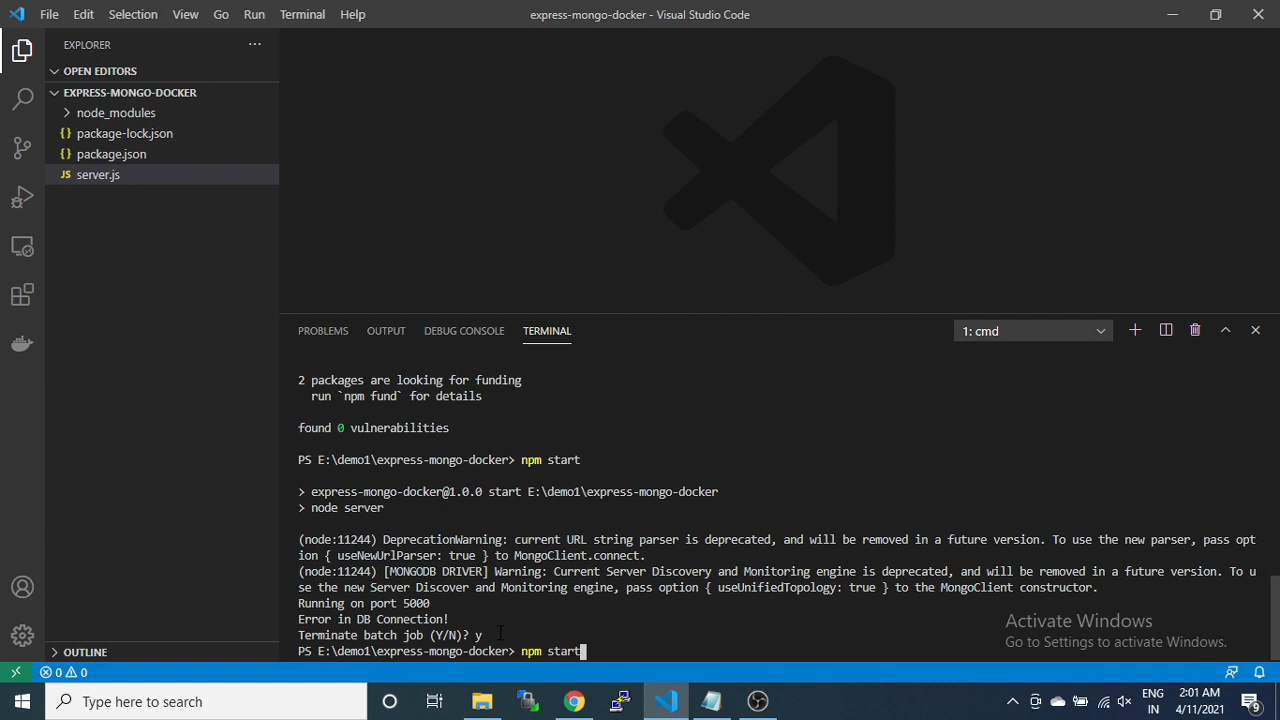 File Edit Selection View Go Run Terminal Help
express-mongo-docker - Visual Studio Code
EXPLORER
OPEN EDITORS
EXPRESS-MONGO-DOCKER
node_modules
package-lock.json
package.json
JS server.js
OUTLINE
PROBLEMS OUTPUT DEBUG CONSOLE TERMINAL
1: cmd
2 packages are looking for funding
run `npm fund` for details
found 0 vulnerabilities
PS E:\demo1\express-mongo-docker> npm start
> express-mongo-docker@1.0.0 start E:\demo1\express-mongo-docker
> node server
(node:11244) DeprecationWarning: current URL string parser is deprecated, and will be removed in a future version. To use the new parser, pass opt
ion { useNewUrlParser: true } to MongoClient.connect.
(node:11244) [MONGODB DRIVER] Warning: Current Server Discovery and Monitoring engine is deprecated, and will be removed in a future version. To u
se the new Server Discover and Monitoring engine, pass option { useUnifiedTopology: true } to the MongoClient constructor.
Running on port 5000
Error in DB Connection!
Terminate batch job (Y/N)? y
PS E:\demo1\express-mongo-docker> npm start
Activate Windows
Go to Settings to activate Windows.
0 0
Type here to search
ENG
IN
2:01 AM
4/11/2021
9